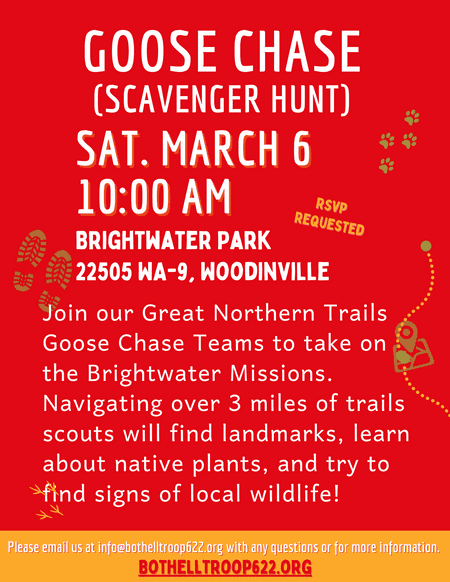 GOOSE CHASE
(SCAVENGER HUNT)
SAT. MARCH 6
10:00 AM
RSVP
REQUESTED
BRIGHTWATER PARK
22505 WA-9, WOODINVILLE
Join our Great Northern Trails
Goose Chase Teams to take on
the Brightwater Missions.
Navigating over 3 miles of trails
scouts will find landmarks, learn
about native plants, and try to
find signs of local wildlife!
Please email us at info@bothelltroop622.org with any questions or for more information.
BOTHELLTROOP622.ORG